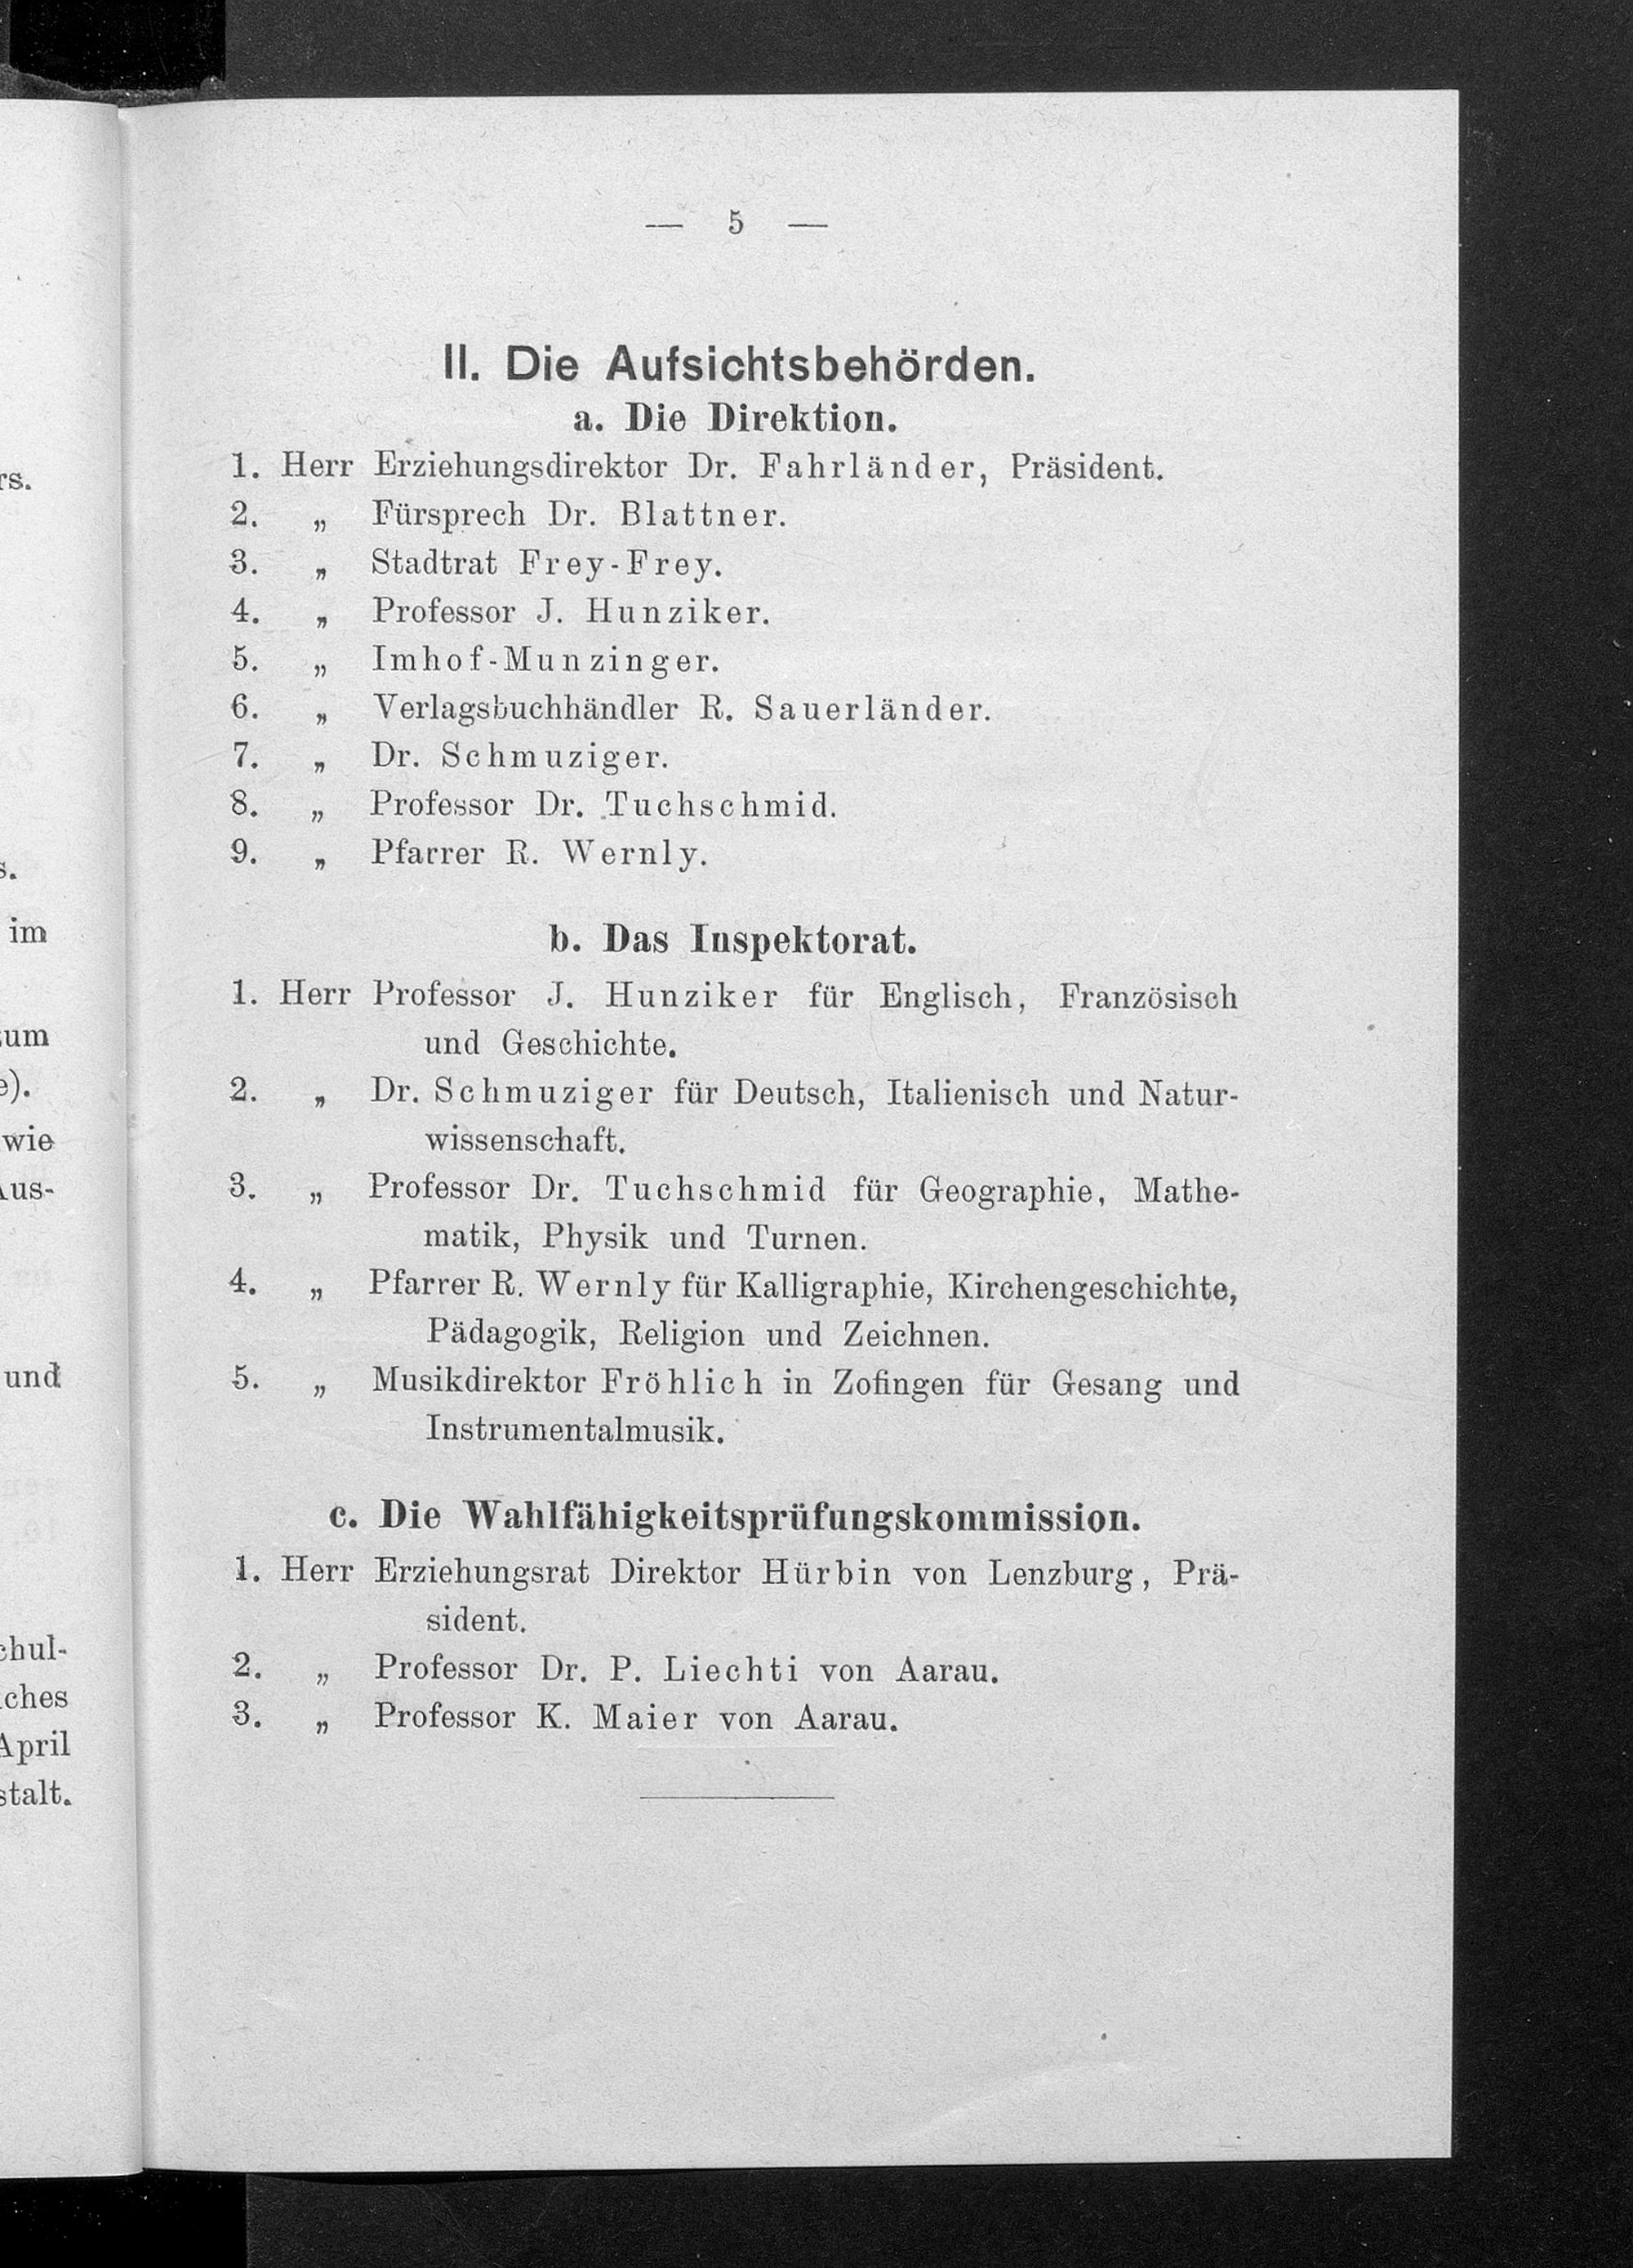 — 5 —
II. Die Aufsichtsbehörden.
a. Die Direktion.
1. Herr Erziehungsdirektor Dr. Fahrländer, Präsident.
2. „ Fürsprech Dr. Blattner.
3. „ Stadtrat Frey-Frey.
4. „ Professor J. Hunziker.
5. „ Imhof-Munzinger.
6. „ Verlagsbuchhändler R. Sauerländer.
7. „ Dr. Schmuziger.
8. „ Professor Dr. Tuchschmid.
9. „ Pfarrer R. Wernly.
b. Das Inspektorat.
1. Herr Professor J. Hunziker für Englisch, Französisch
und Geschichte.
2. „ Dr. Schmuziger für Deutsch, Italienisch und Natur-
wissenschaft.
3. „ Professor Dr. Tuchschmid für Geographie, Mathe-
matik, Physik und Turnen.
4. „ Pfarrer R. Wernly für Kalligraphie, Kirchengeschichte,
Pädagogik, Religion und Zeichnen.
5. „ Musikdirektor Fröhlich in Zofingen für Gesang und
Instrumentalmusik.
c. Die Wahlfähigkeitsprüfungskommission.
1. Herr Erziehungsrat Direktor Hürbin von Lenzburg, Prä-
sident.
2. „ Professor Dr. P. Liechti von Aarau.
3. „ Professor K. Maier von Aarau.
im
wie
und
April